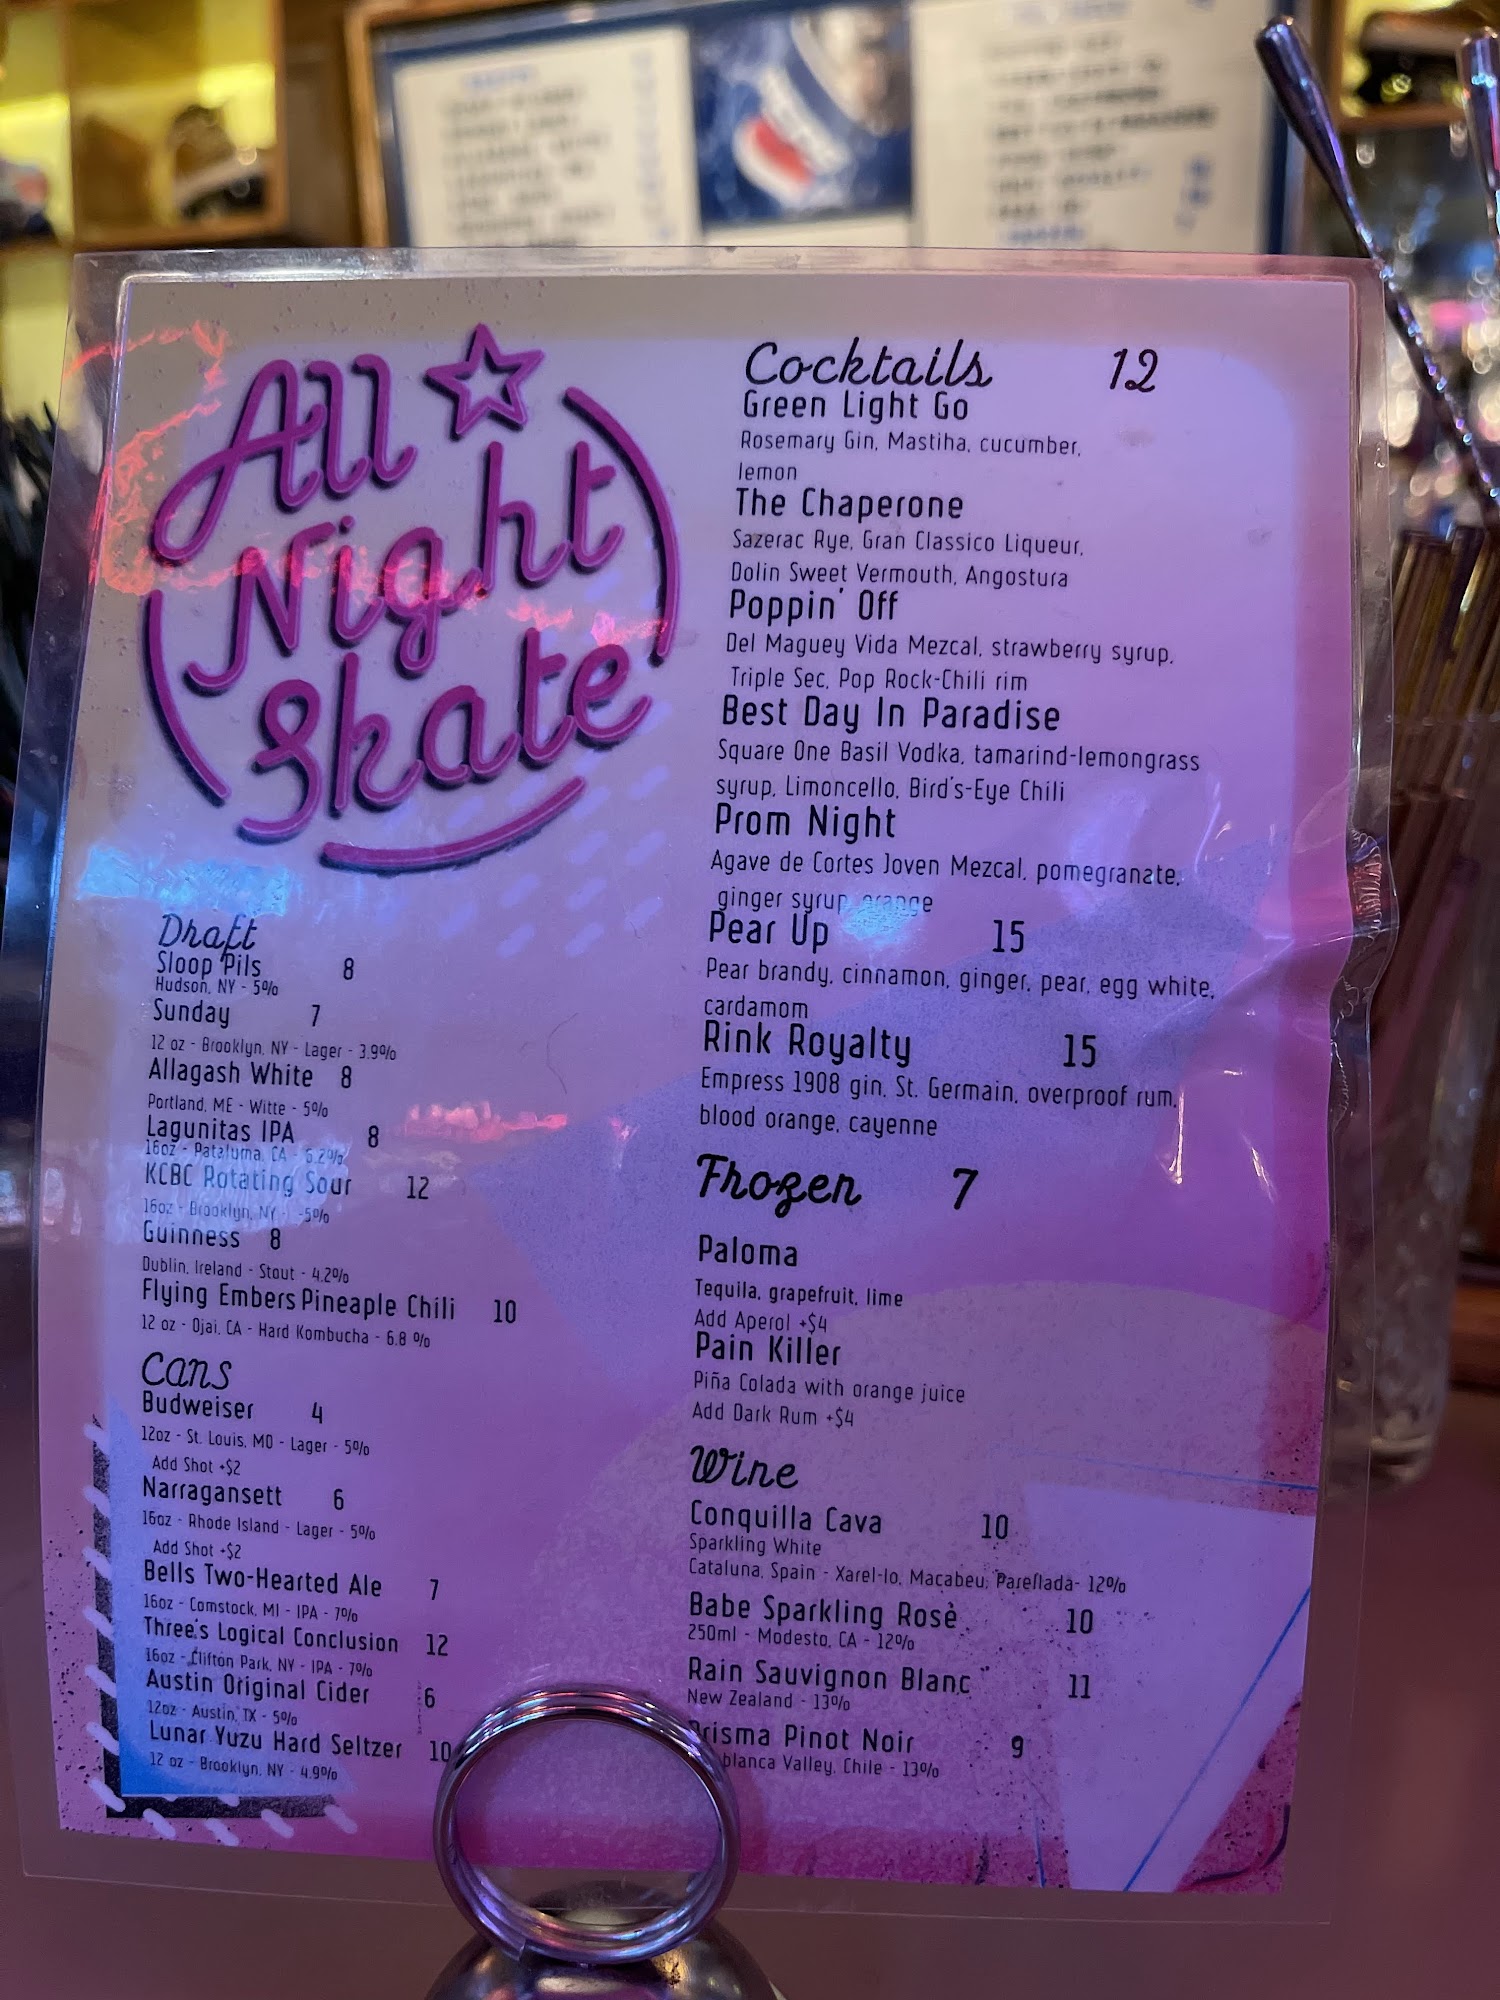 All
Night
Skate
Draft
Sloop Pils 8
Hudson, NY - 5%
Sunday 7
12 oz - Brooklyn, NY - Lager - 3.9%
Allagash White 8
Portland, ME - Witte - 5%
Lagunitas IPA 8
16oz - Pataluma, CA - 6.2%
KCBC Rotating Sour 12
16oz - Brooklyn, NY - -5%
Guinness 8
Dublin, Ireland - Stout - 4.2%
Flying Embers Pineaple Chili 10
12 oz - Ojai, CA - Hard Kombucha - 6.8 %
Cans
Budweiser 4
12oz - St. Louis, MO - Lager - 5%
Add Shot +$2
Narragansett 6
16oz - Rhode Island - Lager - 5%
Add Shot +$2
Bells Two-Hearted Ale 7
16oz - Comstock, MI - IPA - 7%
Three's Logical Conclusion 12
16oz - Clifton Park, NY - IPA - 7%
Austin Original Cider 6
12oz - Austin, TX - 5%
Lunar Yuzu Hard Seltzer 10
12 oz - Brooklyn, NY - 4.9%
Cocktails 12
Green Light Go
Rosemary Gin, Mastiha, cucumber,
lemon
The Chaperone
Sazerac Rye, Gran Classico Liqueur,
Dolin Sweet Vermouth, Angostura
Poppin' Off
Del Maguey Vida Mezcal, strawberry syrup,
Triple Sec, Pop Rock-Chili rim
Best Day In Paradise
Square One Basil Vodka, tamarind-lemongrass
syrup, Limoncello, Bird's-Eye Chili
Prom Night
Agave de Cortes Joven Mezcal, pomegranate,
ginger syrup, orange
Pear Up 15
Pear brandy, cinnamon, ginger, pear, egg white,
cardamom
Rink Royalty 15
Empress 1908 gin, St. Germain, overproof rum,
blood orange, cayenne
Frozen 7
Paloma
Tequila, grapefruit, lime
Add Aperol +$4
Pain Killer
Piña Colada with orange juice
Add Dark Rum +$4
Wine
Conquilla Cava 10
Sparkling White
Cataluna, Spain - Xarel-lo, Macabeu, Parellada- 12%
Babe Sparkling Rosè 10
250ml - Modesto, CA - 12%
Rain Sauvignon Blanc 11
New Zealand - 13%
Prisma Pinot Noir 9
blanca Valley, Chile - 13%